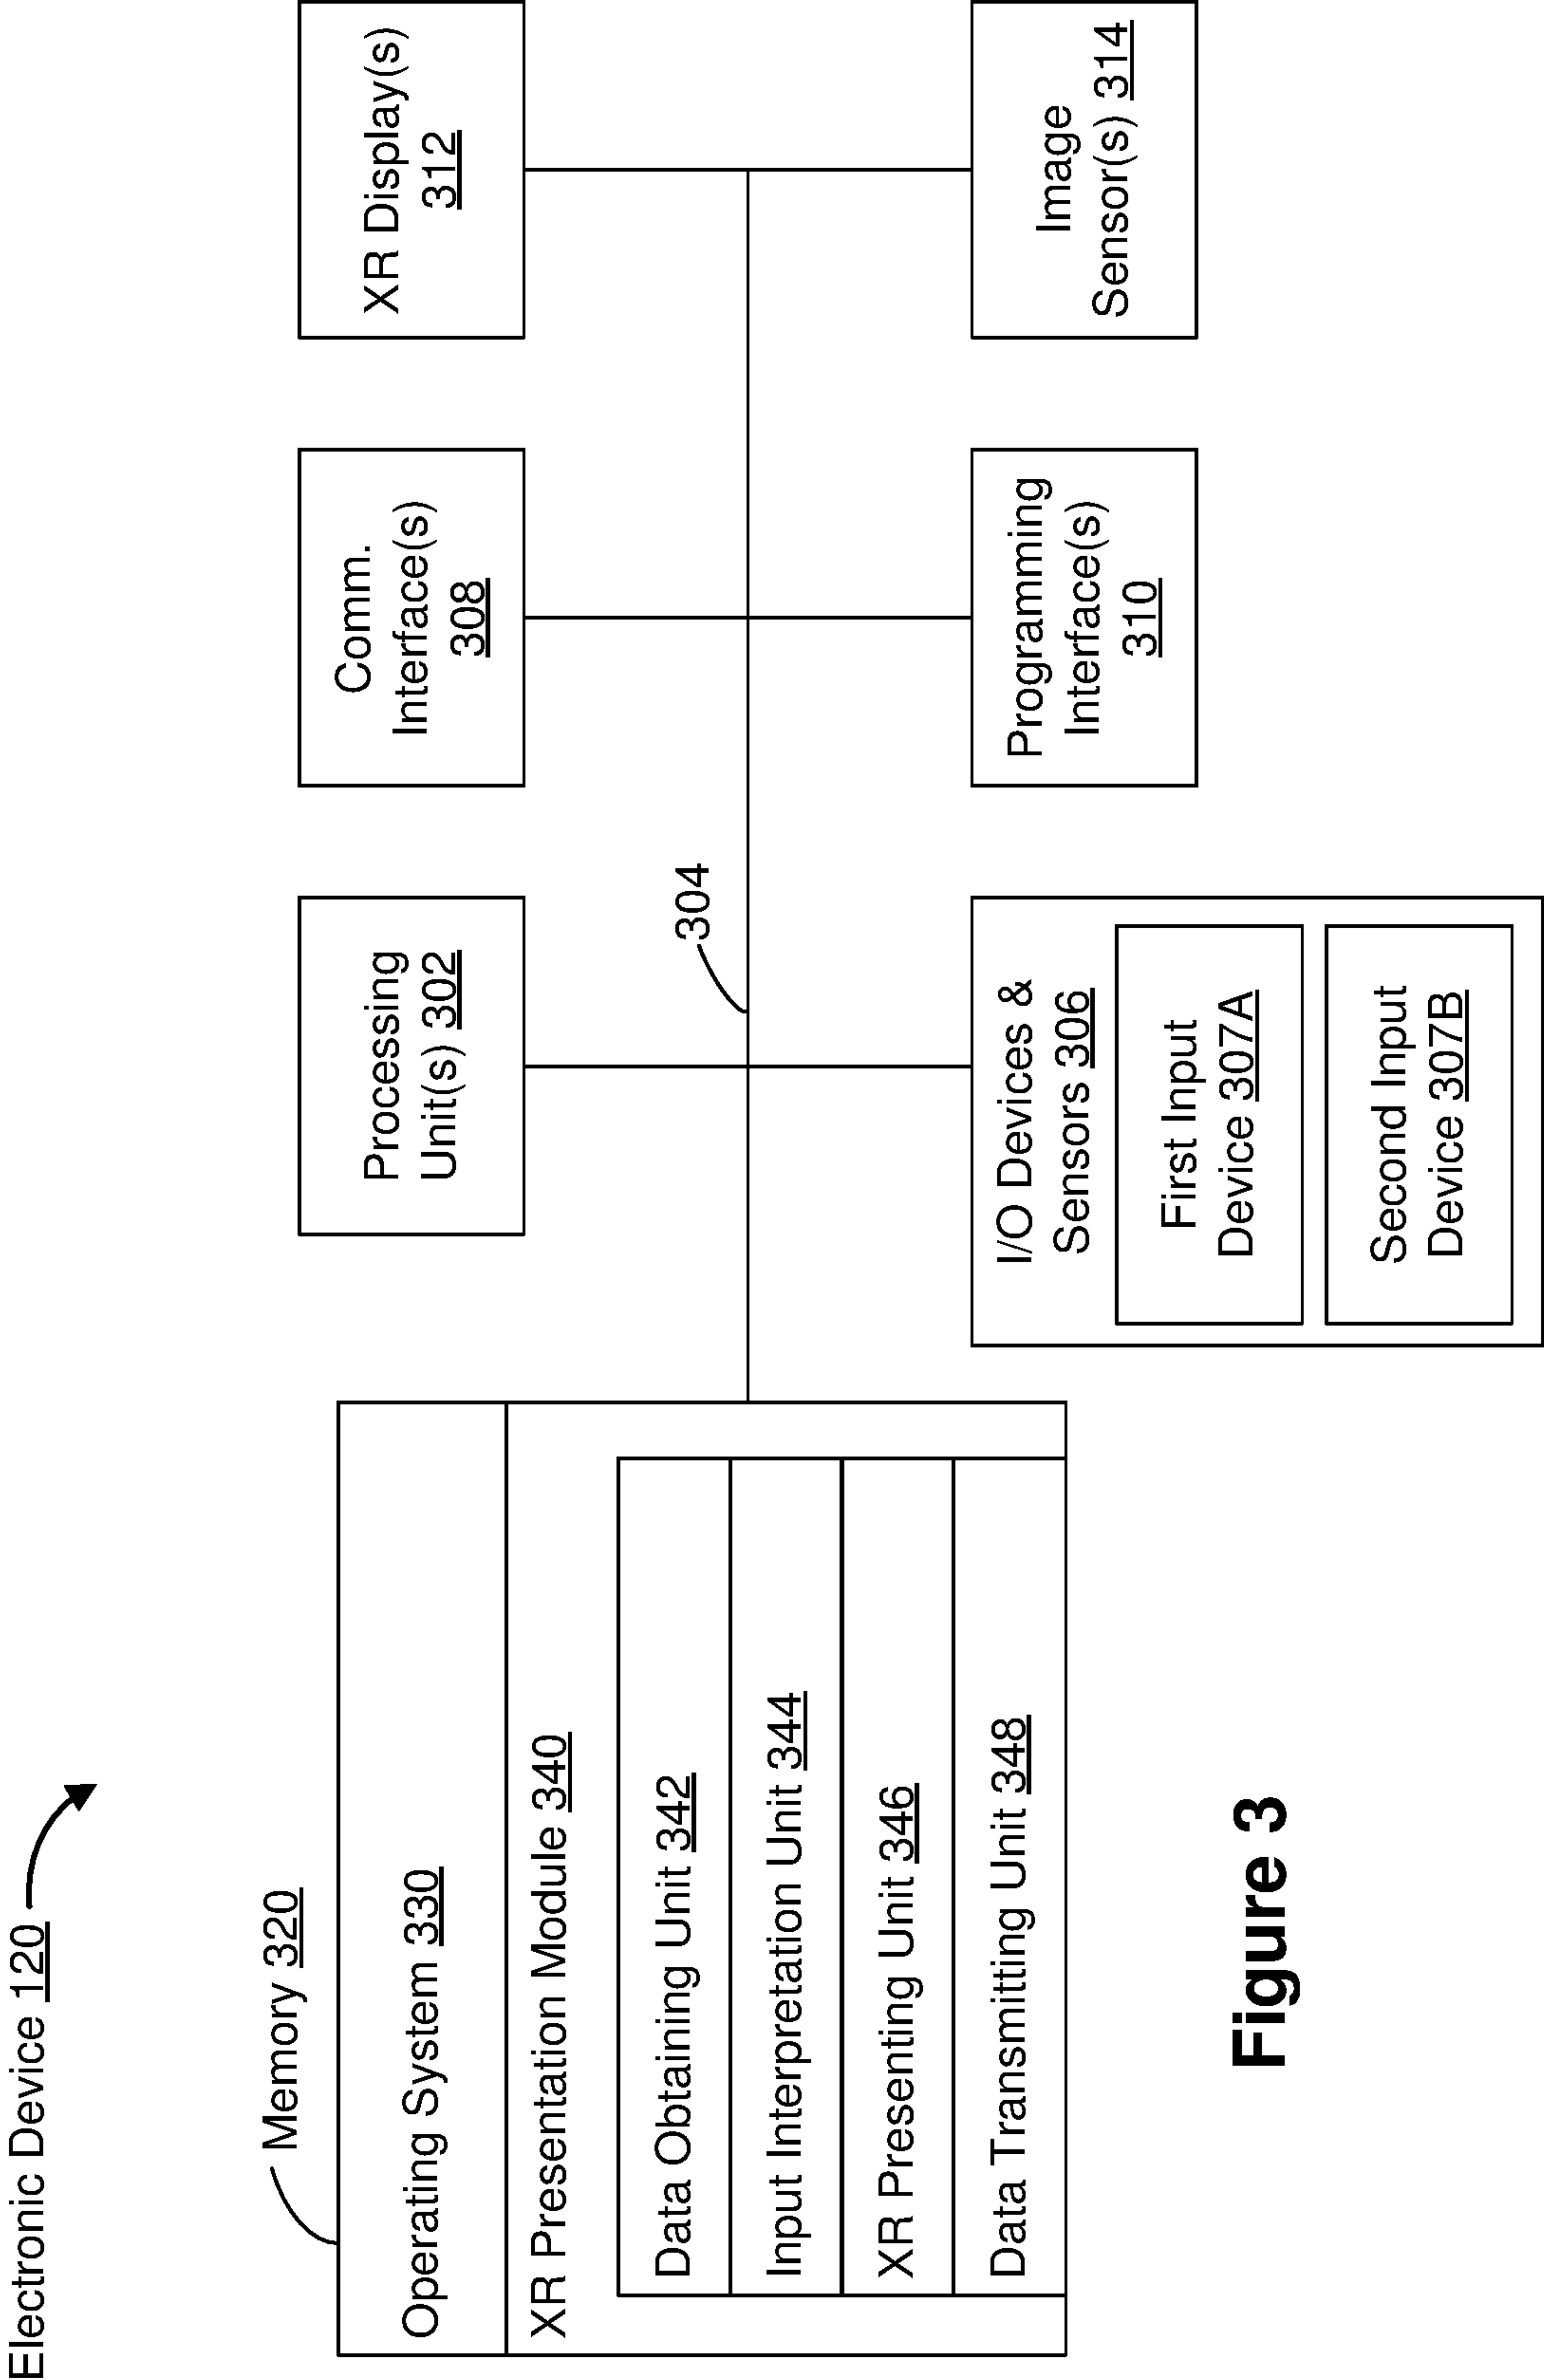 Electronic Device 120
Memory 320
Operating System 330
XR Presentation Module 340
Data Obtaining Unit 342
Input Interpretation Unit 344
XR Presenting Unit 346
Data Transmitting Unit 348
Processing
Unit(s) 302
Comm.
Interface(s)
308
XR Display(s)
312
304
I/O Devices &
Sensors 306
First Input
Device 307A
Second Input
Device 307B
Programming
Interface(s)
310
Image
Sensor(s) 314
Figure 3